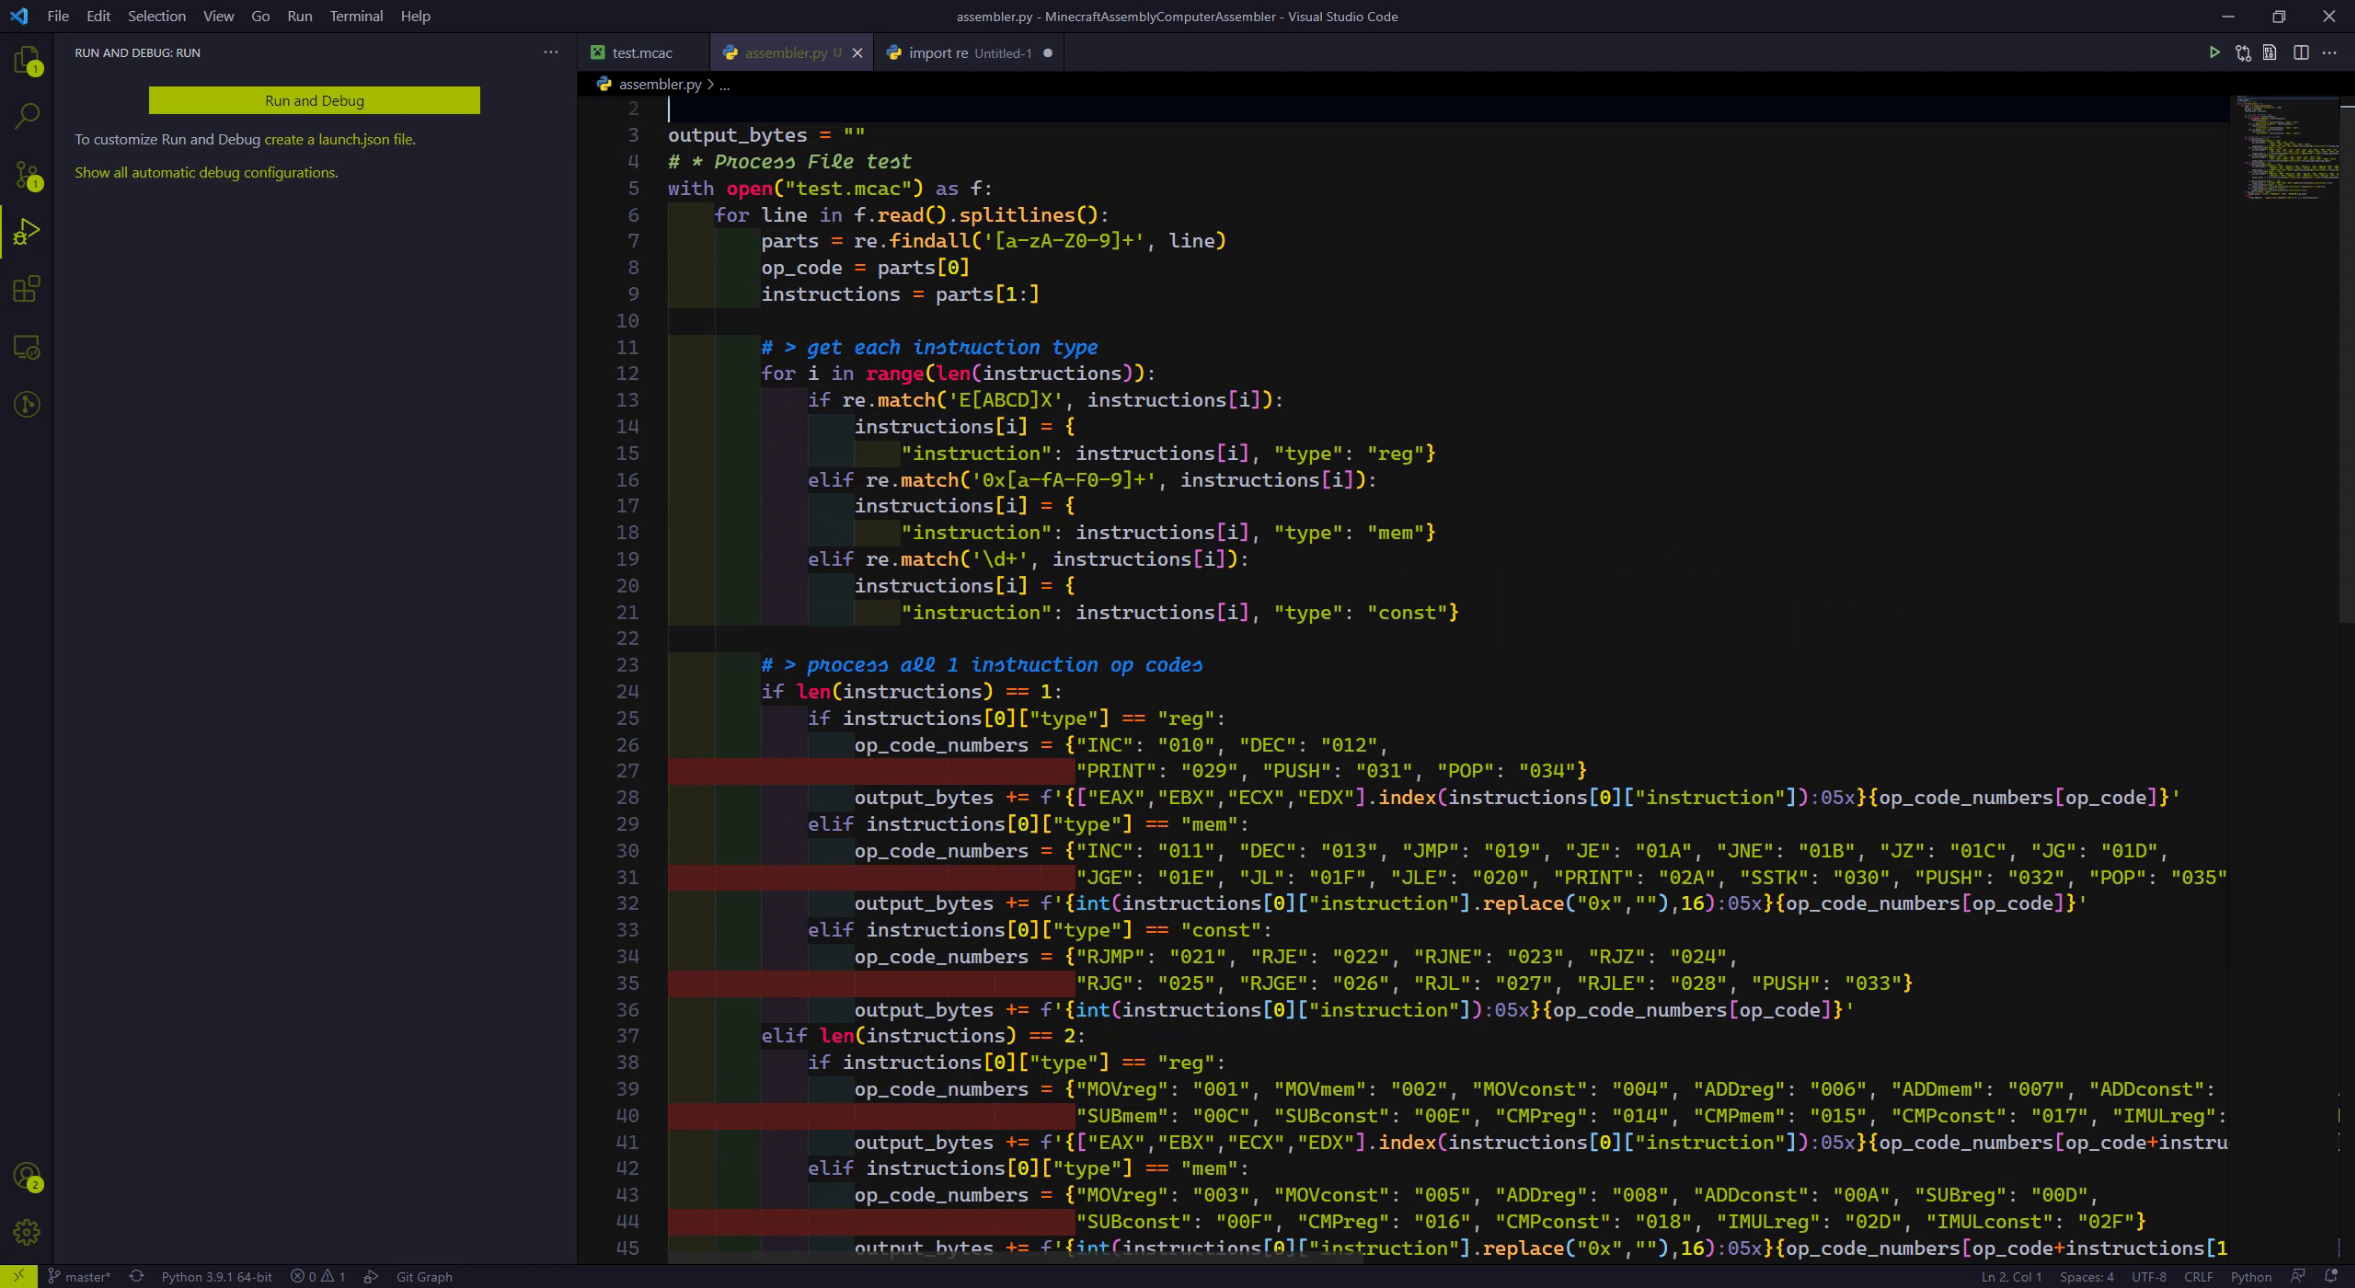 File Edit Selection View Go Run Terminal Help
assembler.py - MinecraftAssemblyComputerAssembler - Visual Studio Code
RUN AND DEBUG: RUN
Run and Debug
To customize Run and Debug create a launch.json file.
Show all automatic debug configurations.
1
1
2
test.mcac
assembler.py U
import re Untitled-1
assembler.py > ...
2
3 output_bytes = ""
4 # * Process File test
5 with open("test.mcac") as f:
6 for line in f.read().splitlines():
7 parts = re.findall('[a-zA-Z0-9]+', line)
8 op_code = parts[0]
9 instructions = parts[1:]
10
11 # > get each instruction type
12 for i in range(len(instructions)):
13 if re.match('E[ABCD]X', instructions[i]):
14 instructions[i] = {
15 "instruction": instructions[i], "type": "reg"}
16 elif re.match('0x[a-fA-F0-9]+', instructions[i]):
17 instructions[i] = {
18 "instruction": instructions[i], "type": "mem"}
19 elif re.match('\d+', instructions[i]):
20 instructions[i] = {
21 "instruction": instructions[i], "type": "const"}
22
23 # > process all 1 instruction op codes
24 if len(instructions) == 1:
25 if instructions[0]["type"] == "reg":
26 op_code_numbers = {"INC": "010", "DEC": "012",
27 "PRINT": "029", "PUSH": "031", "POP": "034"}
28 output_bytes += f'{["EAX","EBX","ECX","EDX"].index(instructions[0]["instruction"]):05x}{op_code_numbers[op_code]}'
29 elif instructions[0]["type"] == "mem":
30 op_code_numbers = {"INC": "011", "DEC": "013", "JMP": "019", "JE": "01A", "JNE": "01B", "JZ": "01C", "JG": "01D",
31 "JGE": "01E", "JL": "01F", "JLE": "020", "PRINT": "02A", "SSTK": "030", "PUSH": "032", "POP": "035"
32 output_bytes += f'{int(instructions[0]["instruction"].replace("0x",""),16):05x}{op_code_numbers[op_code]}'
33 elif instructions[0]["type"] == "const":
34 op_code_numbers = {"RJMP": "021", "RJE": "022", "RJNE": "023", "RJZ": "024",
35 "RJG": "025", "RJGE": "026", "RJL": "027", "RJLE": "028", "PUSH": "033"}
36 output_bytes += f'{int(instructions[0]["instruction"]):05x}{op_code_numbers[op_code]}'
37 elif len(instructions) == 2:
38 if instructions[0]["type"] == "reg":
39 op_code_numbers = {"MOVreg": "001", "MOVmem": "002", "MOVconst": "004", "ADDreg": "006", "ADDmem": "007", "ADDconst":
40 "SUBmem": "00C", "SUBconst": "00E", "CMPreg": "014", "CMPmem": "015", "CMPconst": "017", "IMULreg":
41 output_bytes += f'{["EAX","EBX","ECX","EDX"].index(instructions[0]["instruction"]):05x}{op_code_numbers[op_code+instru
42 elif instructions[0]["type"] == "mem":
43 op_code_numbers = {"MOVreg": "003", "MOVconst": "005", "ADDreg": "008", "ADDconst": "00A", "SUBreg": "00D",
44 "SUBconst": "00F", "CMPreg": "016", "CMPconst": "018", "IMULreg": "02D", "IMULconst": "02F"}
45 output_bytes += f'{int(instructions[0]["instruction"].replace("0x",""),16):05x}{op_code_numbers[op_code+instructions[1
master* Python 3.9.1 64-bit 0 1 Git Graph
Ln 2, Col 1 Spaces: 4 UTF-8 CRLF Python